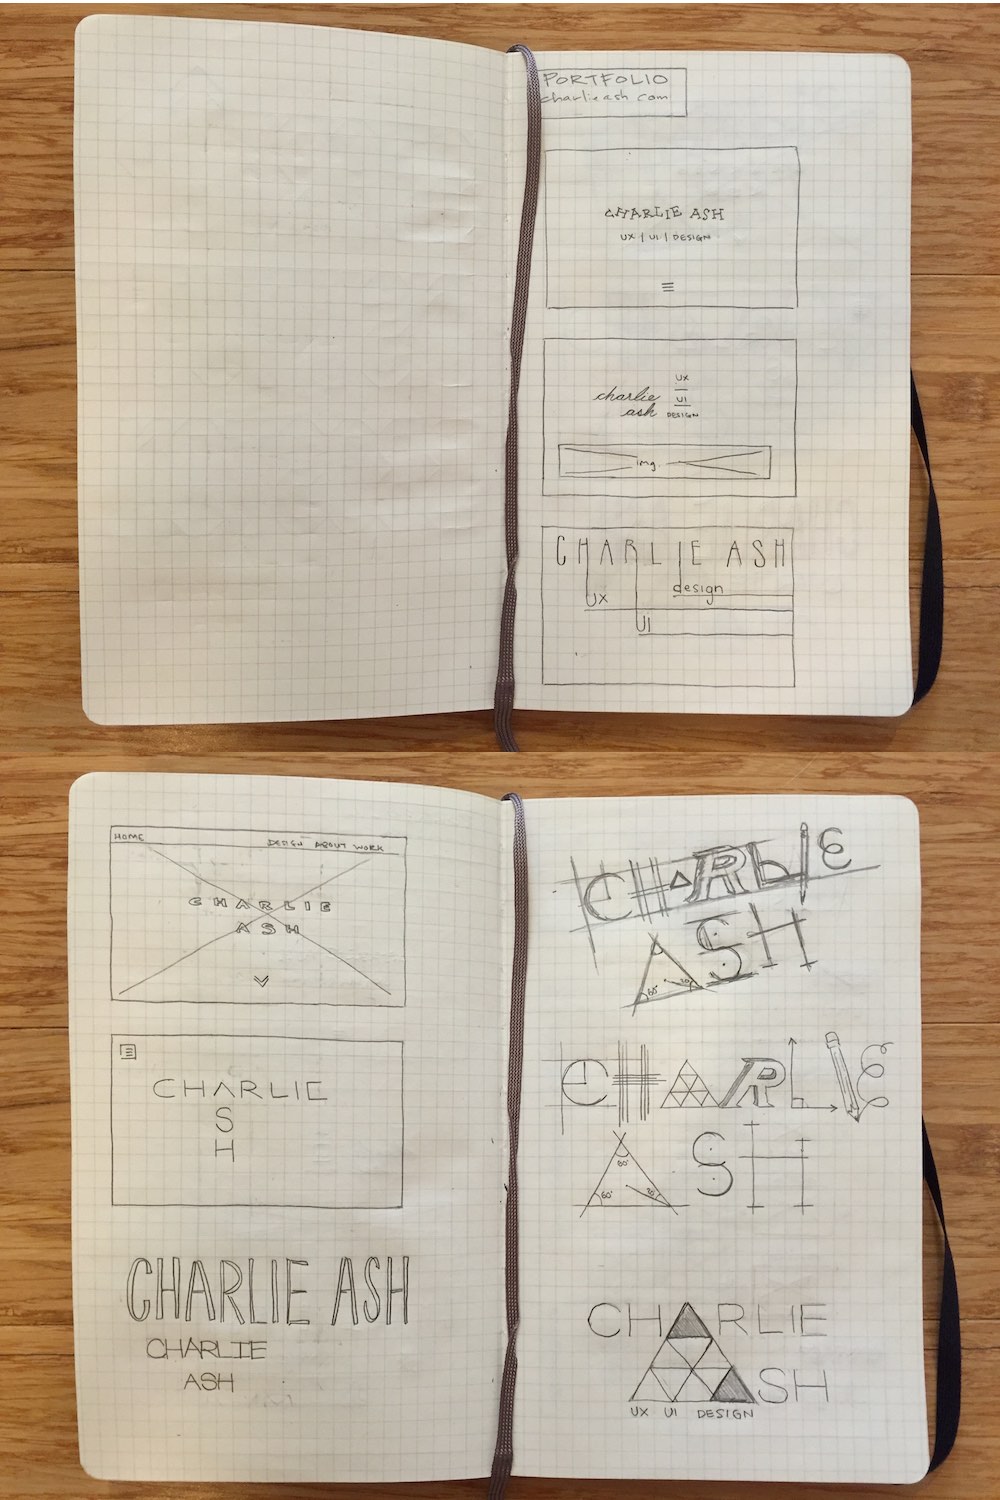 PORTFOLIO
charlieash.com
CHARLIE ASH
UX | UI | DESIGN
charlie
ash
UX
UI
DESIGN
img.
CHARLIE ASH
design
UX
UI
HOME
DESIGN ABOUT WORK
CHARLIE
ASH
CHARLIE
S
H
CHARLIE ASH
CHARLIE
ASH
CHARLIE
ASH
60°
CHARLIE
ASH
60°
60°
CHARLIE
ASH
UX UI DESIGN